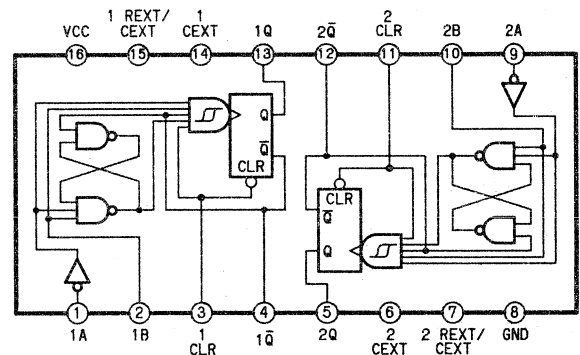 1 REXT/ 1 2
VCC CEXT CEXT 1Q 2Q̅ CLR 2B 2A
16 15 14 13 12 11 10 9
Q
Q̅
CLR
CLR
Q̅
Q
1 2 3 4 5 6 7 8
1A 1B 1 1Q̅ 2Q 2 2 REXT/ GND
CLR CEXT CEXT